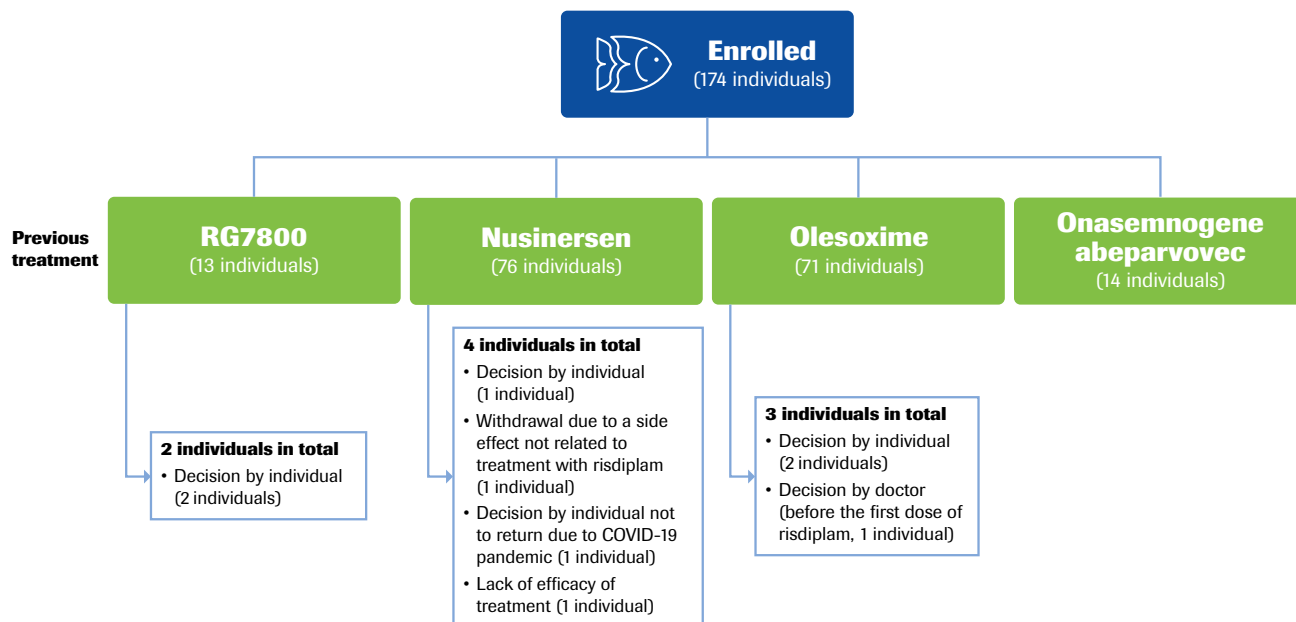 Enrolled
(174 individuals)
Previous
treatment
RG7800
(13 individuals)
Nusinersen
(76 individuals)
Olesoxime
(71 individuals)
Onasemnogene
abeparvovec
(14 individuals)
2 individuals in total
• Decision by individual
(2 individuals)
4 individuals in total
• Decision by individual
(1 individual)
• Withdrawal due to a side
effect not related to
treatment with risdiplam
(1 individual)
• Decision by individual not
to return due to COVID-19
pandemic (1 individual)
• Lack of efficacy of
treatment (1 individual)
3 individuals in total
• Decision by individual
(2 individuals)
• Decision by doctor
(before the first dose of
risdiplam, 1 individual)